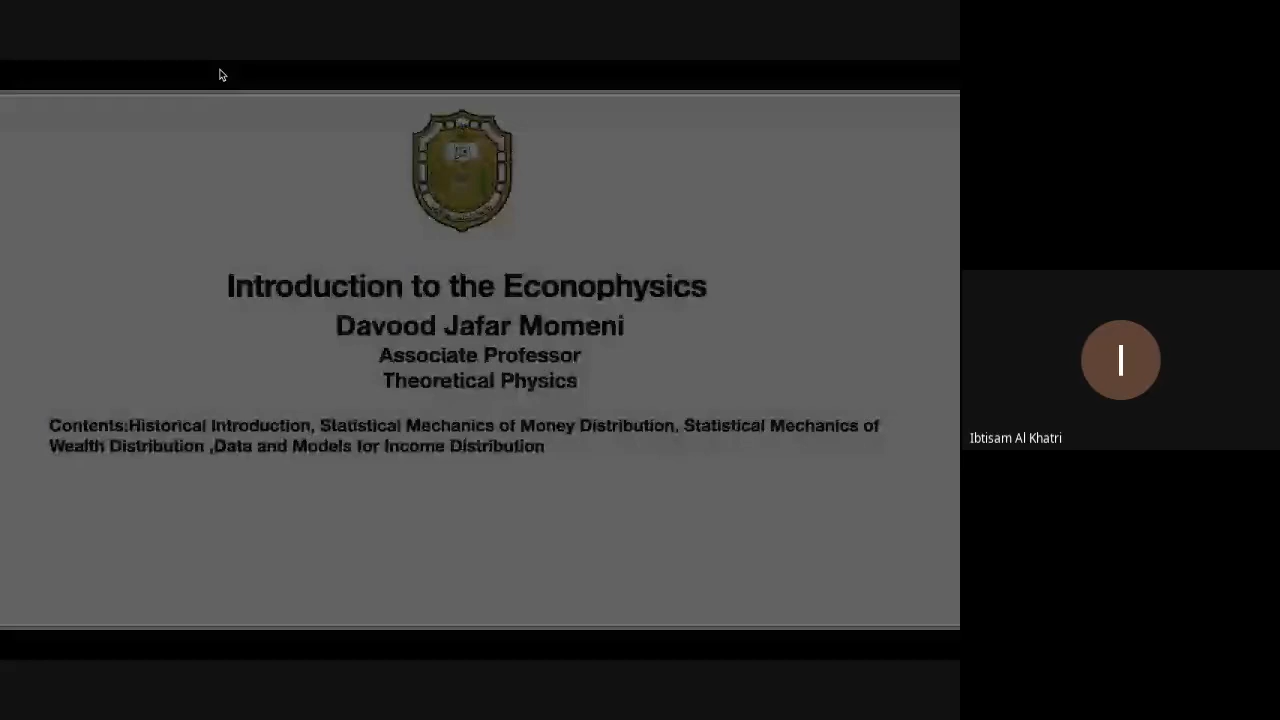 Introduction to the Econophysics
Davood Jafar Momeni
Associate Professor
Theoretical Physics
Contents:Historical Introduction, Statistical Mechanics of Money Distribution, Statistical Mechanics of
Wealth Distribution ,Data and Models for Income Distribution
I
Ibtisam Al Khatri